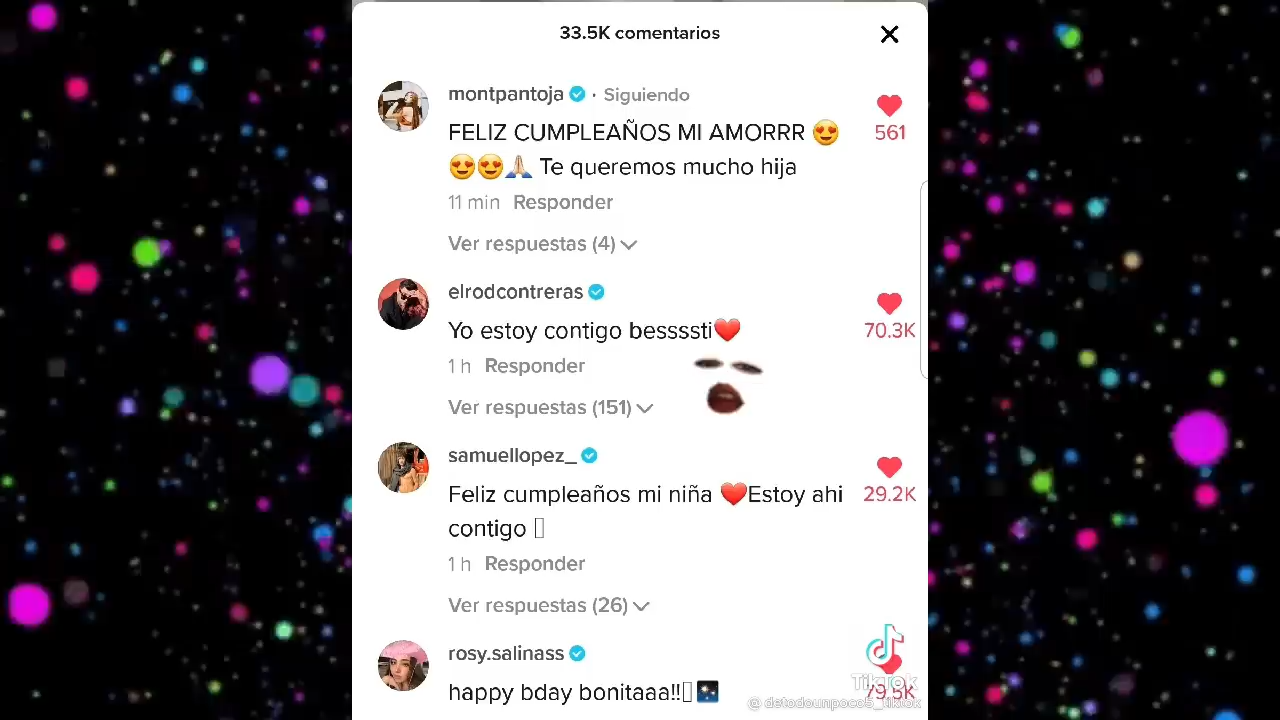 33.5K comentarios
montpantoja · Siguiendo
FELIZ CUMPLEAÑOS MI AMORRR 😍
😍😍🙏🏼 Te queremos mucho hija
561
11 min Responder
Ver respuestas (4)
elrodcontreras
Yo estoy contigo bessssti❤️
70.3K
1 h Responder
Ver respuestas (151)
samuellopez_
Feliz cumpleaños mi niña ❤️Estoy ahi
contigo
29.2K
1 h Responder
Ver respuestas (26)
rosy.salinass
happy bday bonitaaa!!🎆
79.5K
TikTok
@ detodounpoco5_tiktok